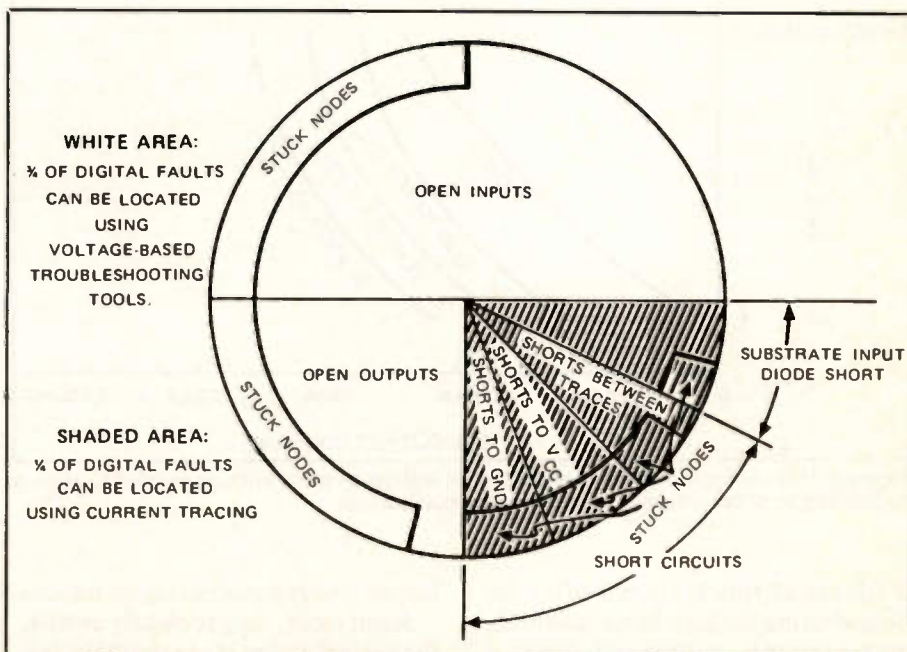 STUCK NODES
WHITE AREA:
¾ OF DIGITAL FAULTS
CAN BE LOCATED
USING
VOLTAGE-BASED
TROUBLESHOOTING
TOOLS.
OPEN INPUTS
OPEN OUTPUTS
STUCK NODES
SHADED AREA:
¼ OF DIGITAL FAULTS
CAN BE LOCATED
USING CURRENT TRACING
SHORTS TO GND
SHORTS TO VCC
SHORTS BETWEEN
TRACES
SUBSTRATE INPUT
DIODE SHORT
STUCK NODES
SHORT CIRCUITS